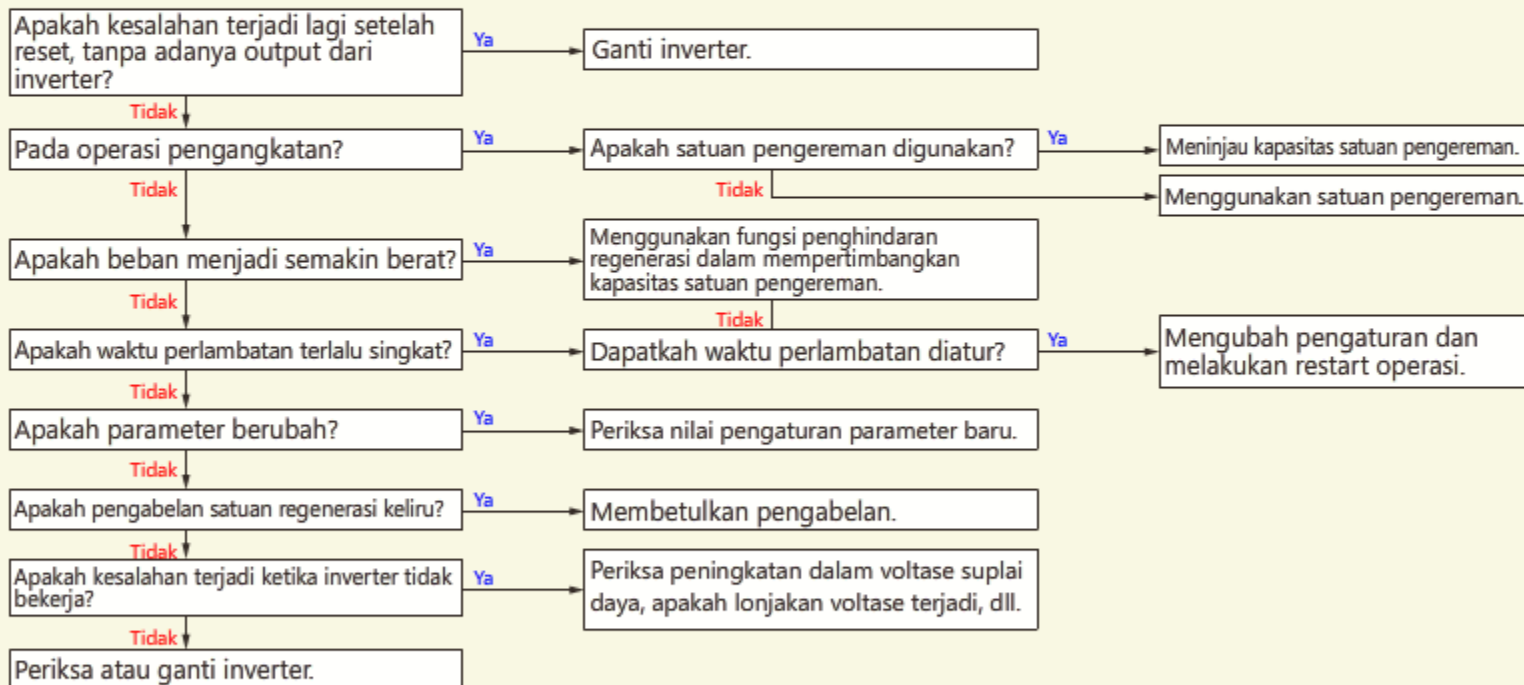 Apakah kesalahan terjadi lagi setelah
reset, tanpa adanya output dari
inverter?
Ya
Ganti inverter.
Tidak
Pada operasi pengangkatan?
Ya
Apakah satuan pengereman digunakan?
Ya
Meninjau kapasitas satuan pengereman.
Tidak
Tidak
Menggunakan satuan pengereman.
Apakah beban menjadi semakin berat?
Ya
Menggunakan fungsi penghindaran
regenerasi dalam mempertimbangkan
kapasitas satuan pengereman.
Tidak
Tidak
Apakah waktu perlambatan terlalu singkat?
Ya
Dapatkah waktu perlambatan diatur?
Ya
Mengubah pengaturan dan
melakukan restart operasi.
Tidak
Apakah parameter berubah?
Ya
Periksa nilai pengaturan parameter baru.
Tidak
Apakah pengabelan satuan regenerasi keliru?
Ya
Membetulkan pengabelan.
Tidak
Apakah kesalahan terjadi ketika inverter tidak
bekerja?
Ya
Periksa peningkatan dalam voltase suplai
daya, apakah lonjakan voltase terjadi, dll.
Tidak
Periksa atau ganti inverter.